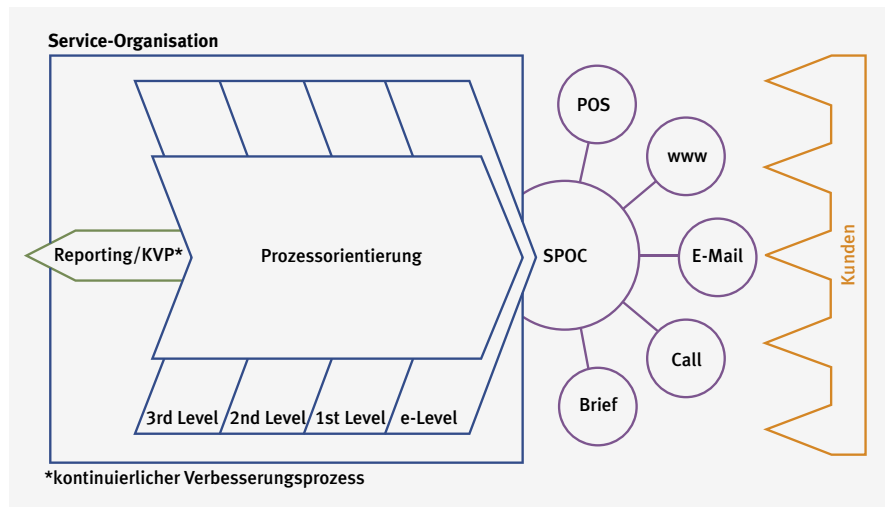 Service-Organisation
POS
www
Reporting/KVP*
Prozessorientierung
SPOC
E-Mail
Kunden
Call
Brief
3rd Level
2nd Level
1st Level
e-Level
*kontinuierlicher Verbesserungsprozess